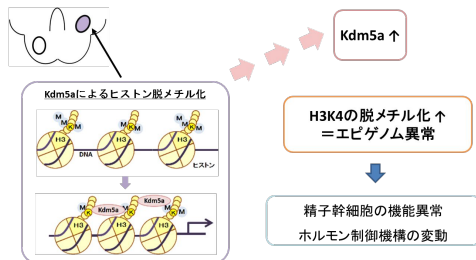 Kdm5a ↑
Kdm5aによるヒストン脱メチル化
M M K M M K M M K M
H3 H3 H3
DNA
ヒストン
H3K4の脱メチル化 ↑
＝エピゲノム異常
Kdm5a Kdm5a
M K K M K M
H3 H3 H3
精子幹細胞の機能異常
ホルモン制御機構の変動